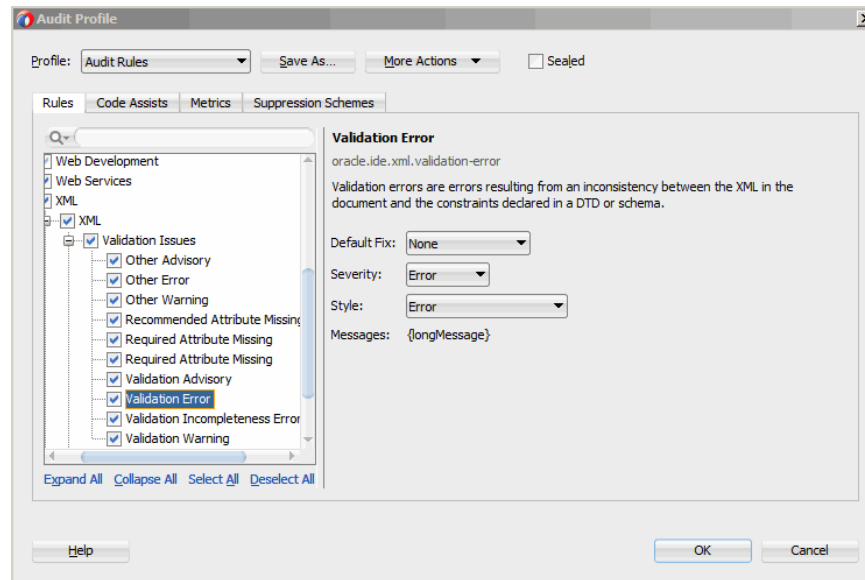 Audit Profile
Profile: Audit Rules Save As... More Actions Sealed
Rules Code Assists Metrics Suppression Schemes
Web Development
Web Services
XML
XML
Validation Issues
Other Advisory
Other Error
Other Warning
Recommended Attribute Missing
Required Attribute Missing
Required Attribute Missing
Validation Advisory
Validation Error
Validation Incompleteness Error
Validation Warning
Expand All Collapse All Select All Deselect All
Validation Error
oracle.ide.xml.validation-error
Validation errors are errors resulting from an inconsistency between the XML in the
document and the constraints declared in a DTD or schema.
Default Fix: None
Severity: Error
Style: Error
Messages: {longMessage}
Help OK Cancel